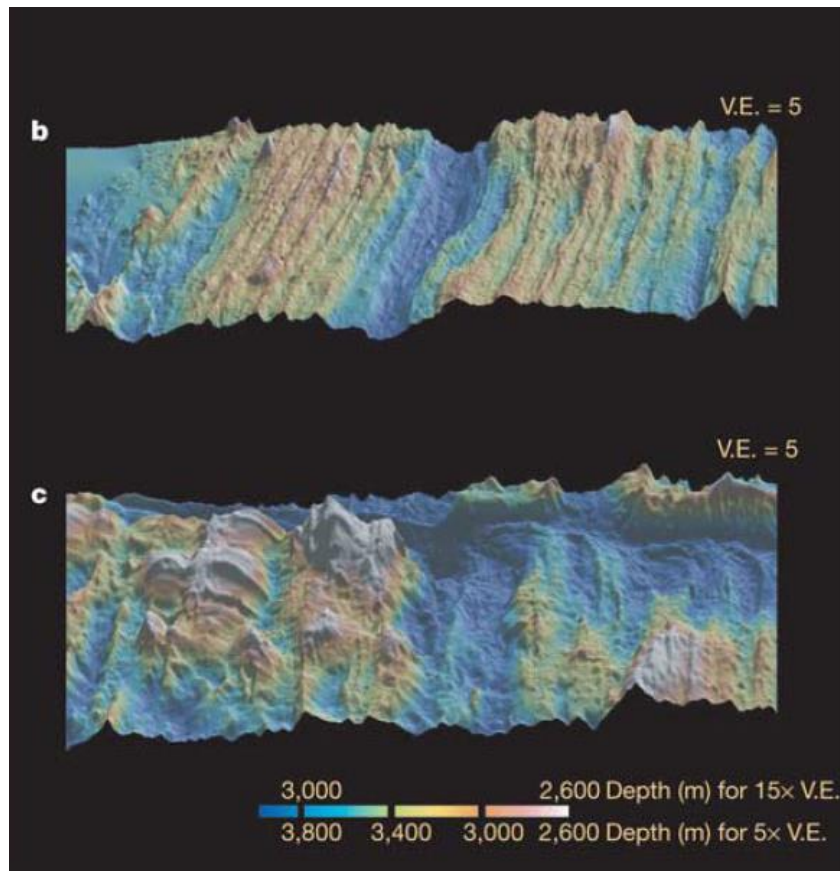 V.E. = 5
b
V.E. = 5
c
3,000 2,600 Depth (m) for 15× V.E.
3,800 3,400 3,000 2,600 Depth (m) for 5× V.E.